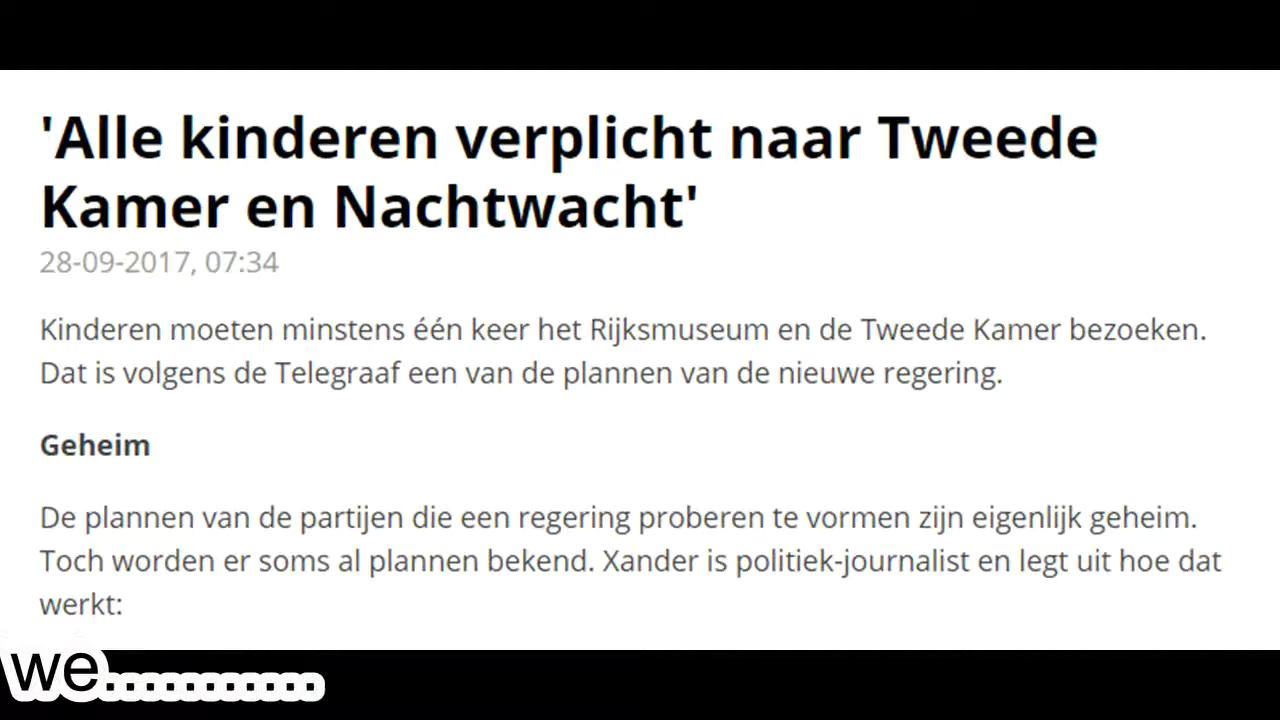 'Alle kinderen verplicht naar Tweede
Kamer en Nachtwacht'
28-09-2017, 07:34
Kinderen moeten minstens één keer het Rijksmuseum en de Tweede Kamer bezoeken.
Dat is volgens de Telegraaf een van de plannen van de nieuwe regering.
Geheim
De plannen van de partijen die een regering proberen te vormen zijn eigenlijk geheim.
Toch worden er soms al plannen bekend. Xander is politiek-journalist en legt uit hoe dat
werkt:
we...........